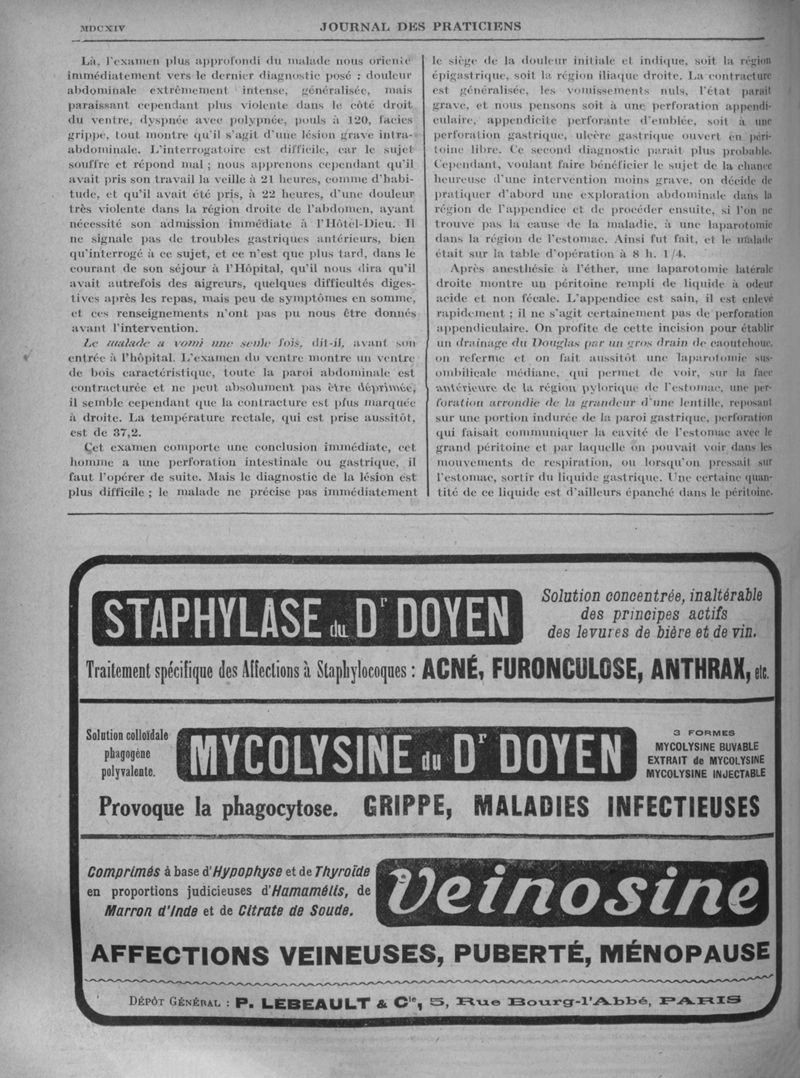 MDCXIV
JOURNAL DES PRATICIENS
Là, l'examen plus approfondi du malade nous oriente
immédiatement vers le dernier diagnostic posé : douleur
abdominale extrêmement intense, généralisée, mais
paraissant cependant plus violente dans le côté droit
du ventre, dyspnée avec polypnée, pouls à 120, facies
grippé, tout montre qu'il s'agit d'une lésion grave intra-
abdominale. L'interrogatoire est difficile, car le sujet
souffre et répond mal ; nous apprenons cependant qu'il
avait pris son travail la veille à 21 heures, comme d'habi-
tude, et qu'il avait été pris, à 22 heures, d'une douleur
très violente dans la région droite de l'abdomen, ayant
nécessité son admission immédiate à l'Hôtel-Dieu. Il
ne signale pas de troubles gastriques antérieurs, bien
qu'interrogé à ce sujet, et ce n'est que plus tard, dans le
courant de son séjour à l'Hôpital, qu'il nous dira qu'il
avait autrefois des aigreurs, quelques difficultés diges-
tives après les repas, mais peu de symptômes en somme,
et ces renseignements n'ont pas pu nous être donnés
avant l'intervention.
Le malade a vomi une seule fois, dit-il, avant son
entrée à l'hôpital. L'examen du ventre montre un ventre
de bois caractéristique, toute la paroi abdominale est
contracturée et ne peut absolument pas être déprimée,
il semble cependant que la contracture est plus marquée
à droite. La température rectale, qui est prise aussitôt,
est de 37,2.
Cet examen comporte une conclusion immédiate, cet
homme a une perforation intestinale ou gastrique, il
faut l'opérer de suite. Mais le diagnostic de la lésion est
plus difficile ; le malade ne précise pas immédiatement
le siège de la douleur initiale et indique, soit la région
épigastrique, soit la région iliaque droite. La contracture
est généralisée, les vomissements nuls, l'état parait
grave, et nous pensons soit à une perforation appendi-
culaire, appendicite perforante d'emblée, soit à une
perforation gastrique, ulcère gastrique ouvert en péri-
toine libre. Ce second diagnostic parait plus probable.
Cependant, voulant faire bénéficier le sujet de la chance
heureuse d'une intervention moins grave, on décide de
pratiquer d'abord une exploration abdominale dans la
région de l'appendice et de procéder ensuite, si l'on ne
trouve pas la cause de la maladie, à une laparotomie
dans la région de l'estomac. Ainsi fut fait, et le malade
était sur la table d'opération à 8 h. 1/4.
Après anesthésie à l'éther, une laparotomie latérale
droite montre un péritoine rempli de liquide à odeur
acide et non fécale. L'appendice est sain, il est enlevé
rapidement ; il ne s'agit certainement pas de perforation
appendiculaire. On profite de cette incision pour établir
un drainage du Douglas par un gros drain de caoutchouc,
on referme et on fait aussitôt une laparotomie sus-
ombilicale médiane, qui permet de voir, sur la face
antérieure de la région pylorique de l'estomac, une per-
foration arrondie de la grandeur d'une lentille, reposant
sur une portion indurée de la paroi gastrique, perforation
qui faisait communiquer la cavité de l'estomac avec le
grand péritoine et par laquelle on pouvait voir dans les
mouvements de respiration, ou lorsqu'on pressait sur
l'estomac, sortir du liquide gastrique. Une certaine quan-
tité de ce liquide est d'ailleurs épanché dans le péritoine.
STAPHYLASE du Dr DOYEN
Solution concentrée, inaltérable
des principes actifs
des levures de bière et de vin.
Traitement spécifique des Affections à Staphylocoques : ACNÉ, FURONCULOSE, ANTHRAX, etc.
Solution colloïdale
phagogène
polyvalente.
MYCOLYSINE du Dr DOYEN
3 FORMES
MYCOLYSINE BUVABLE
EXTRAIT de MYCOLYSINE
MYCOLYSINE INJECTABLE
Provoque la phagocytose. GRIPPE, MALADIES INFECTIEUSES
Comprimés à base d'Hypophyse et de Thyroïde
en proportions judicieuses d'Hamamélis, de
Marron d'Inde et de Citrate de Soude.
Veinosine
AFFECTIONS VEINEUSES, PUBERTÉ, MÉNOPAUSE
DÉPÔT GÉNÉRAL : P. LEBEAULT & Cie, 5, Rue Bourg-l'Abbé, PARIS